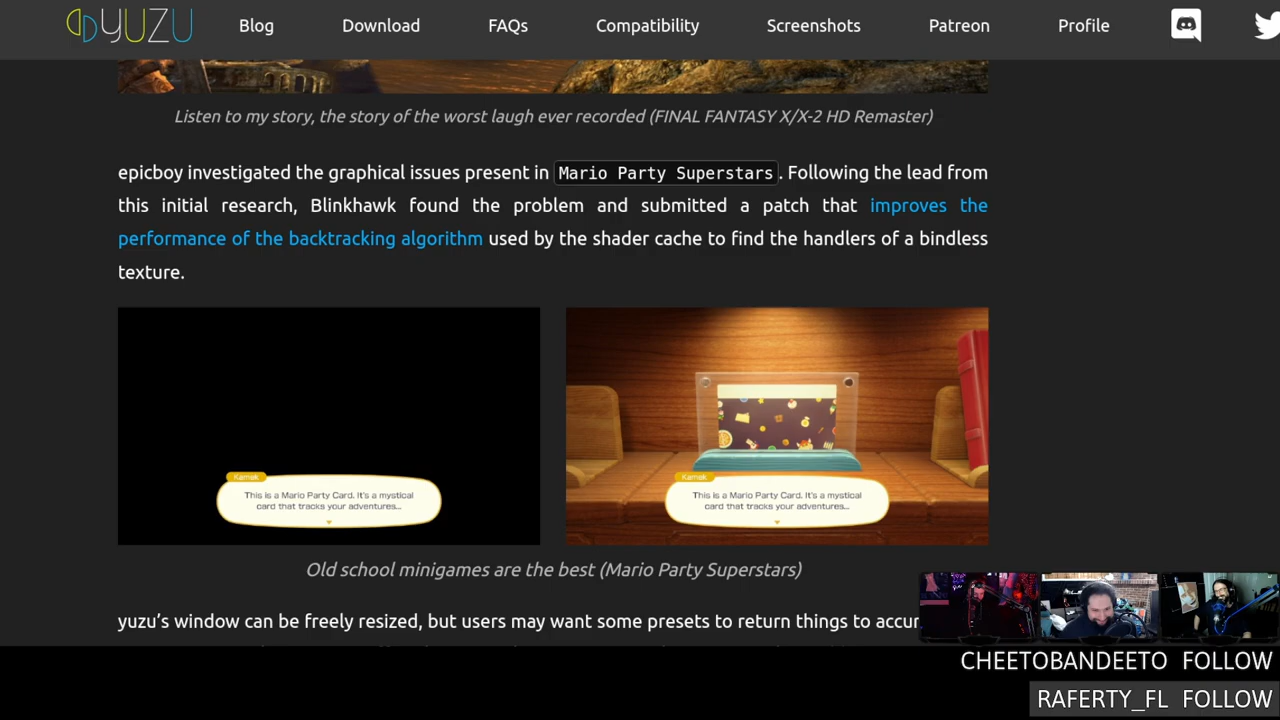 YUZU Blog Download FAQs Compatibility Screenshots Patreon Profile
Listen to my story, the story of the worst laugh ever recorded (FINAL FANTASY X/X-2 HD Remaster)
epicboy investigated the graphical issues present in Mario Party Superstars. Following the lead from
this initial research, Blinkhawk found the problem and submitted a patch that improves the
performance of the backtracking algorithm used by the shader cache to find the handlers of a bindless
texture.
Kamek
This is a Mario Party Card. It's a mystical
card that tracks your adventures...
Kamek
This is a Mario Party Card. It's a mystical
card that tracks your adventures...
Old school minigames are the best (Mario Party Superstars)
yuzu's window can be freely resized, but users may want some presets to return things to accur
CHEETOBANDEETO FOLLOW
RAFERTY_FL FOLLOW